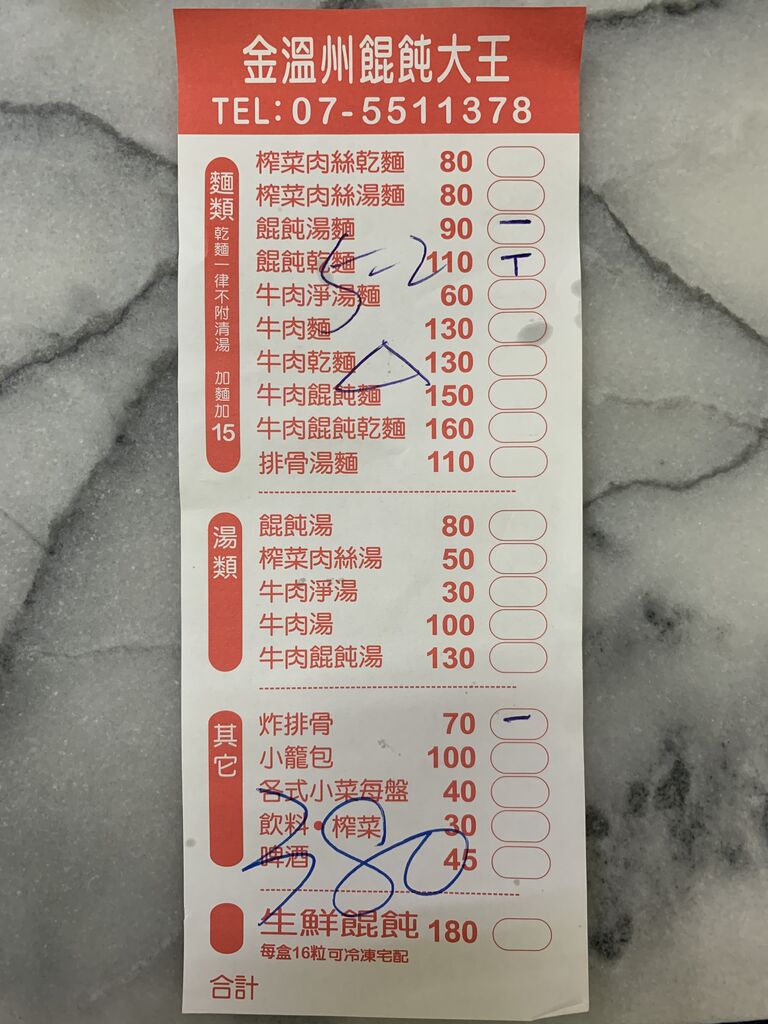 金溫州餛飩大王
TEL:07-5511378
麵類 乾麵一律不附清湯 加麵加15
榨菜肉絲乾麵 80
榨菜肉絲湯麵 80
餛飩湯麵 90 一
餛飩乾麵 110 T
牛肉淨湯麵 60
牛肉麵 130
牛肉乾麵 130
牛肉餛飩麵 150
牛肉餛飩乾麵 160
排骨湯麵 110
5-2
湯類
餛飩湯 80
榨菜肉絲湯 50
牛肉淨湯 30
牛肉湯 100
牛肉餛飩湯 130
其它
炸排骨 70 一
小籠包 100
各式小菜每盤 40
飲料•榨菜 30
啤酒 45
380
生鮮餛飩 180
每盒16粒可冷凍宅配
合計